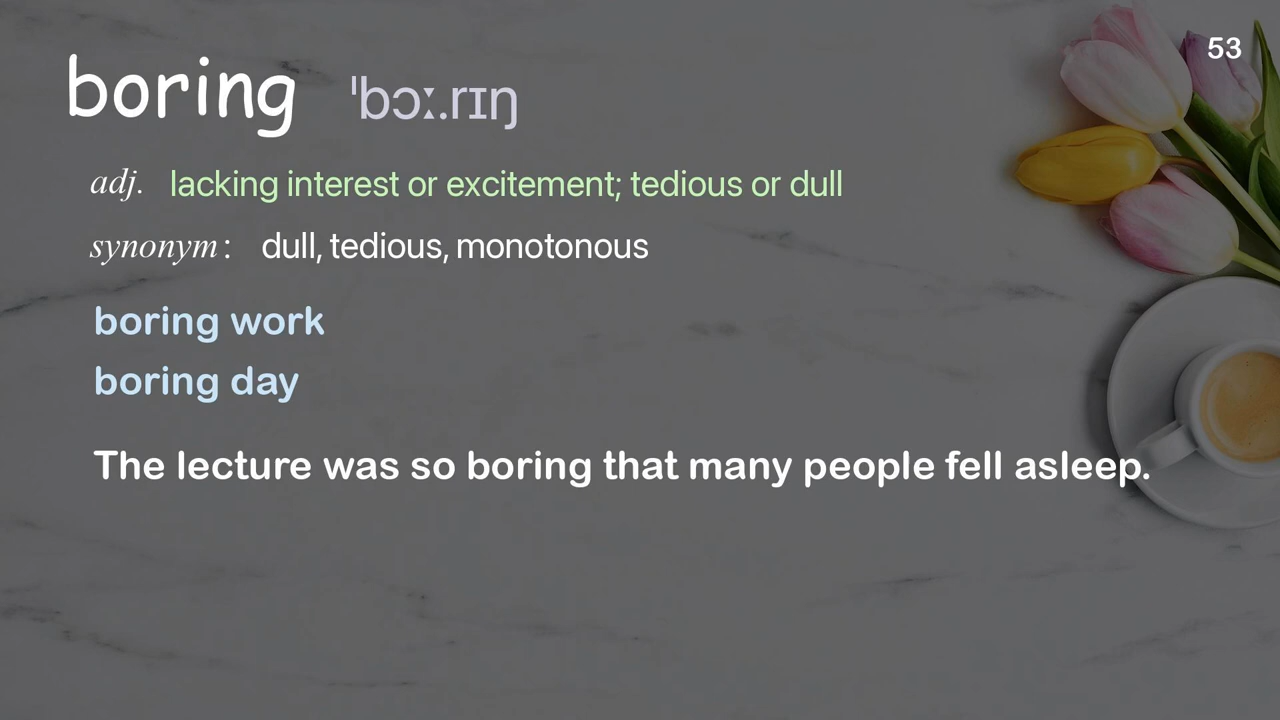 53
boring ˈbɔː.rɪŋ
adj. lacking interest or excitement; tedious or dull
synonym: dull, tedious, monotonous
boring work
boring day
The lecture was so boring that many people fell asleep.